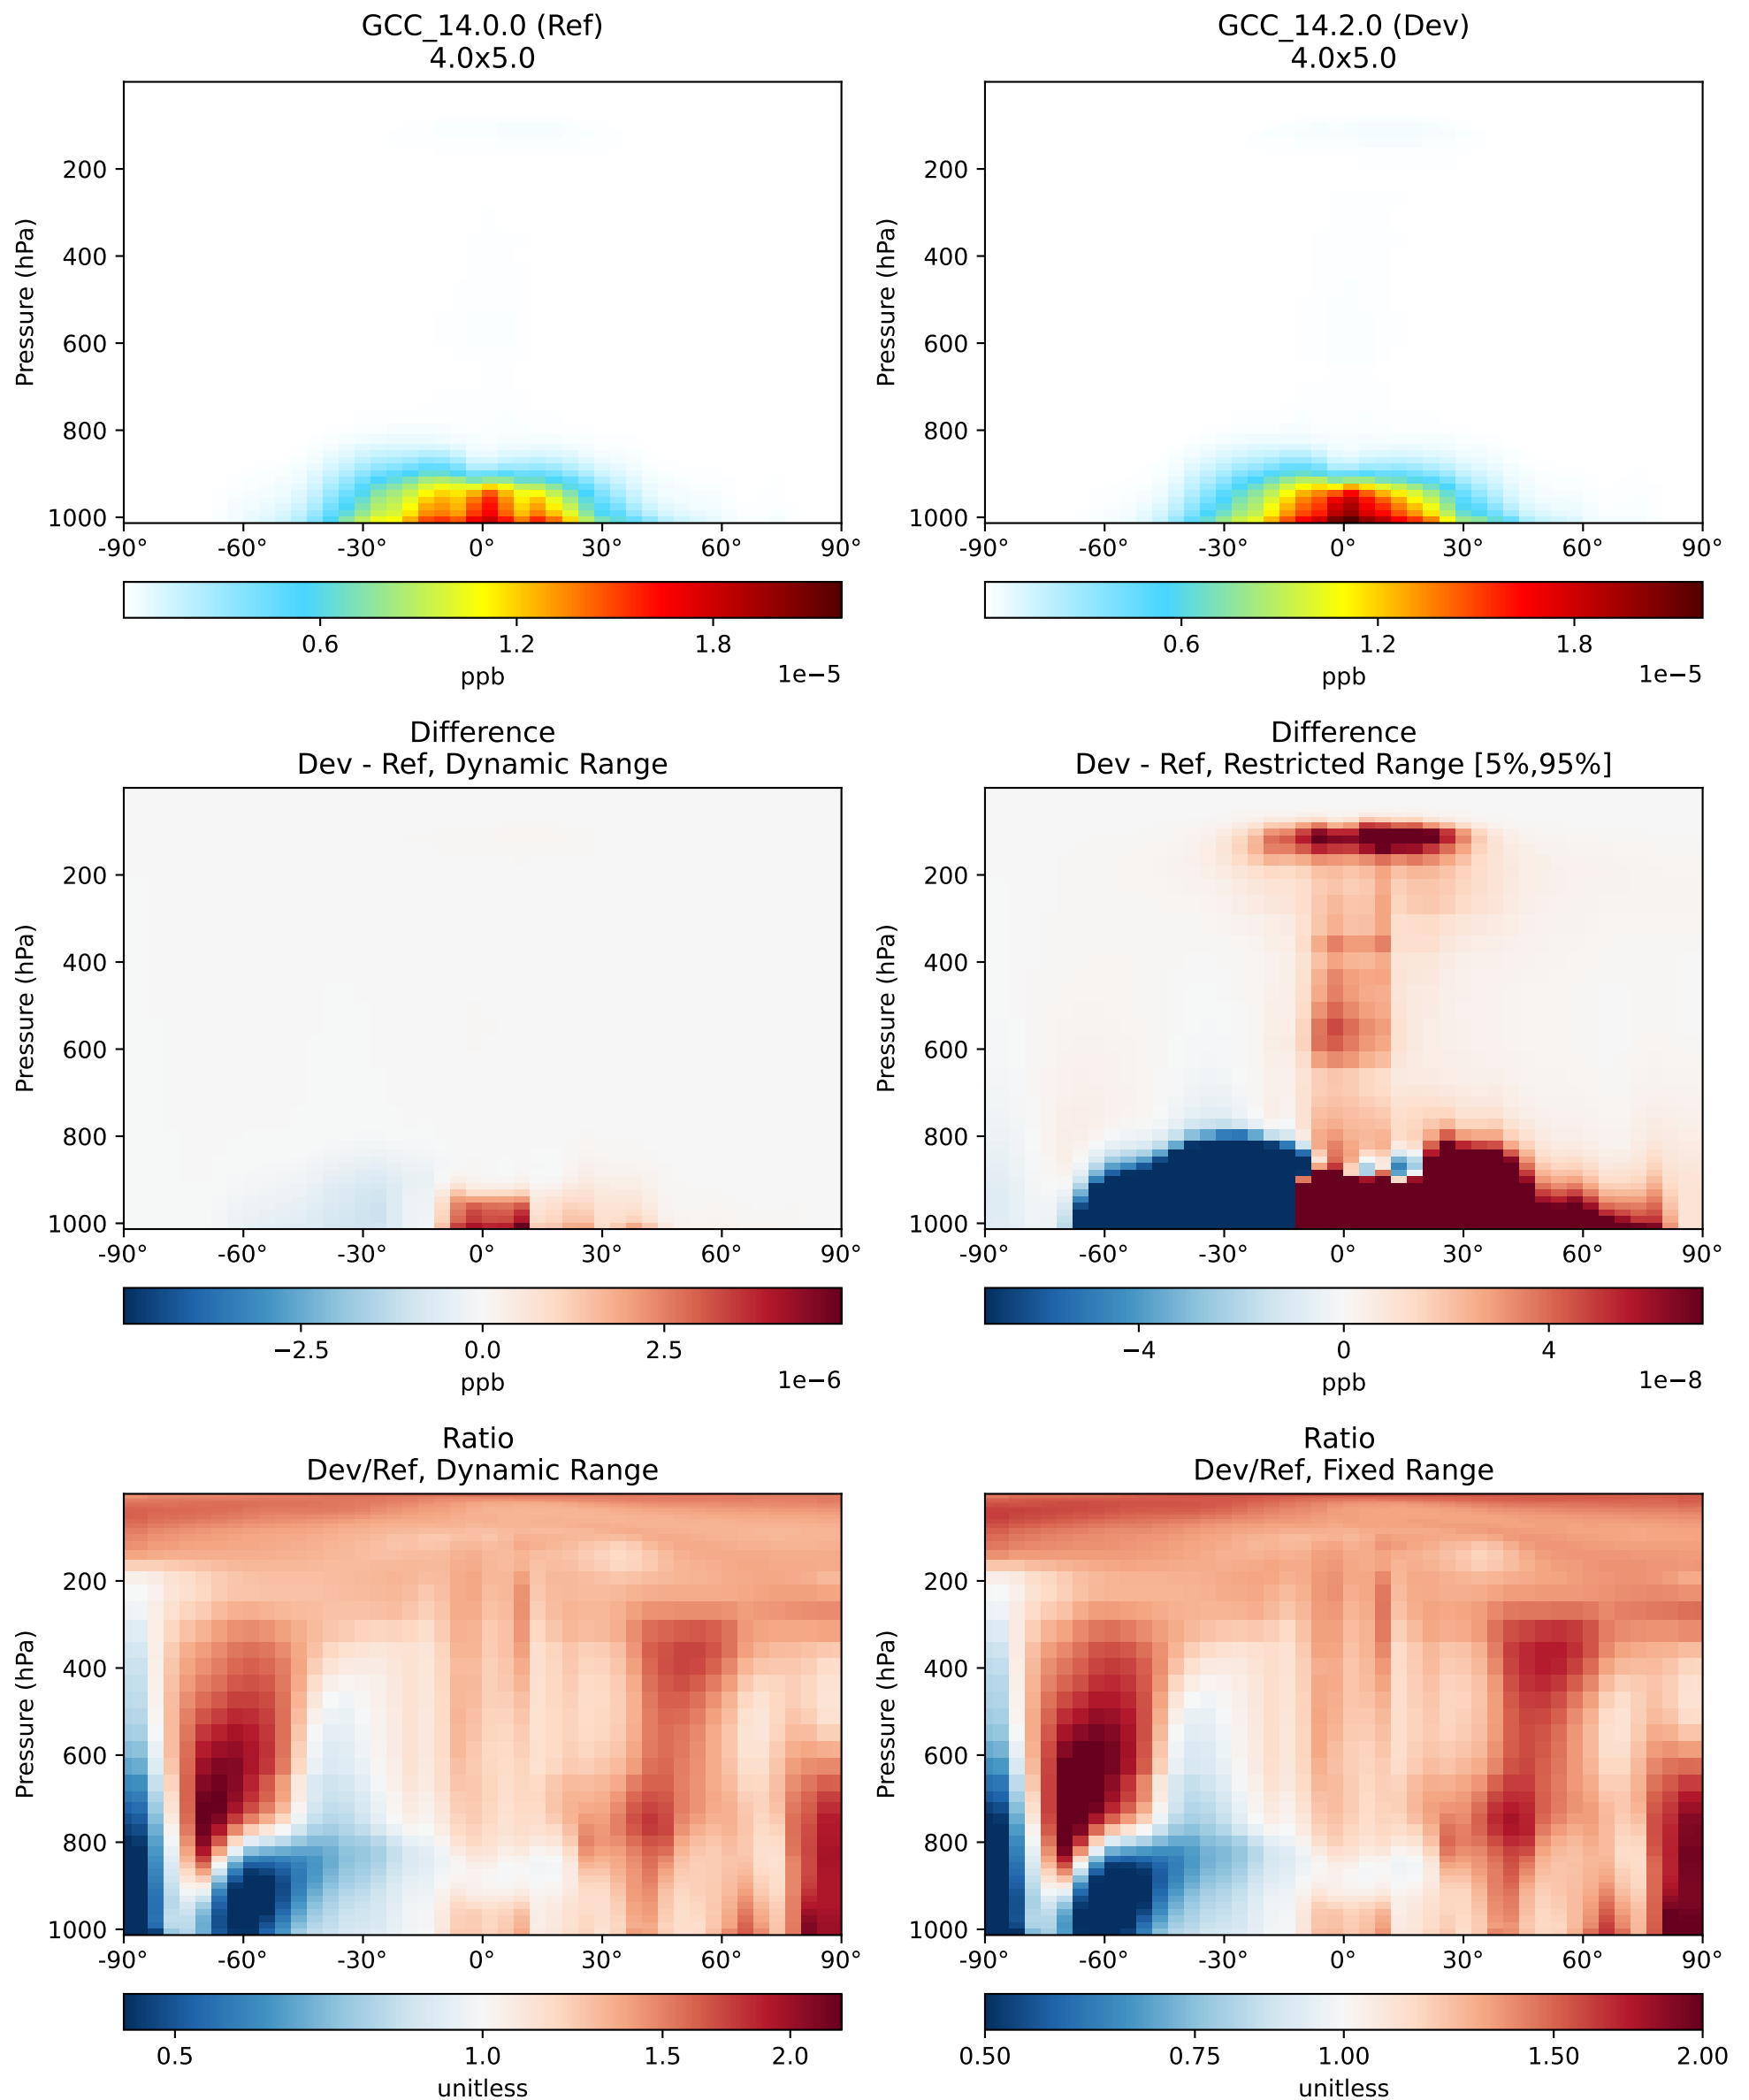 GCC_14.0.0 (Ref)
4.0x5.0
GCC_14.2.0 (Dev)
4.0x5.0
Pressure (hPa)
200
400
600
800
1000
-90° -60° -30° 0° 30° 60° 90°
0.6 1.2 1.8
ppb
1e−5
Pressure (hPa)
200
400
600
800
1000
-90° -60° -30° 0° 30° 60° 90°
0.6 1.2 1.8
ppb
1e−5
Difference
Dev - Ref, Dynamic Range
Difference
Dev - Ref, Restricted Range [5%,95%]
Pressure (hPa)
200
400
600
800
1000
-90° -60° -30° 0° 30° 60° 90°
−2.5 0.0 2.5
ppb
1e−6
Pressure (hPa)
200
400
600
800
1000
-90° -60° -30° 0° 30° 60° 90°
−4 0 4
ppb
1e−8
Ratio
Dev/Ref, Dynamic Range
Ratio
Dev/Ref, Fixed Range
Pressure (hPa)
200
400
600
800
1000
-90° -60° -30° 0° 30° 60° 90°
0.5 1.0 1.5 2.0
unitless
Pressure (hPa)
200
400
600
800
1000
-90° -60° -30° 0° 30° 60° 90°
0.50 0.75 1.00 1.50 2.00
unitless